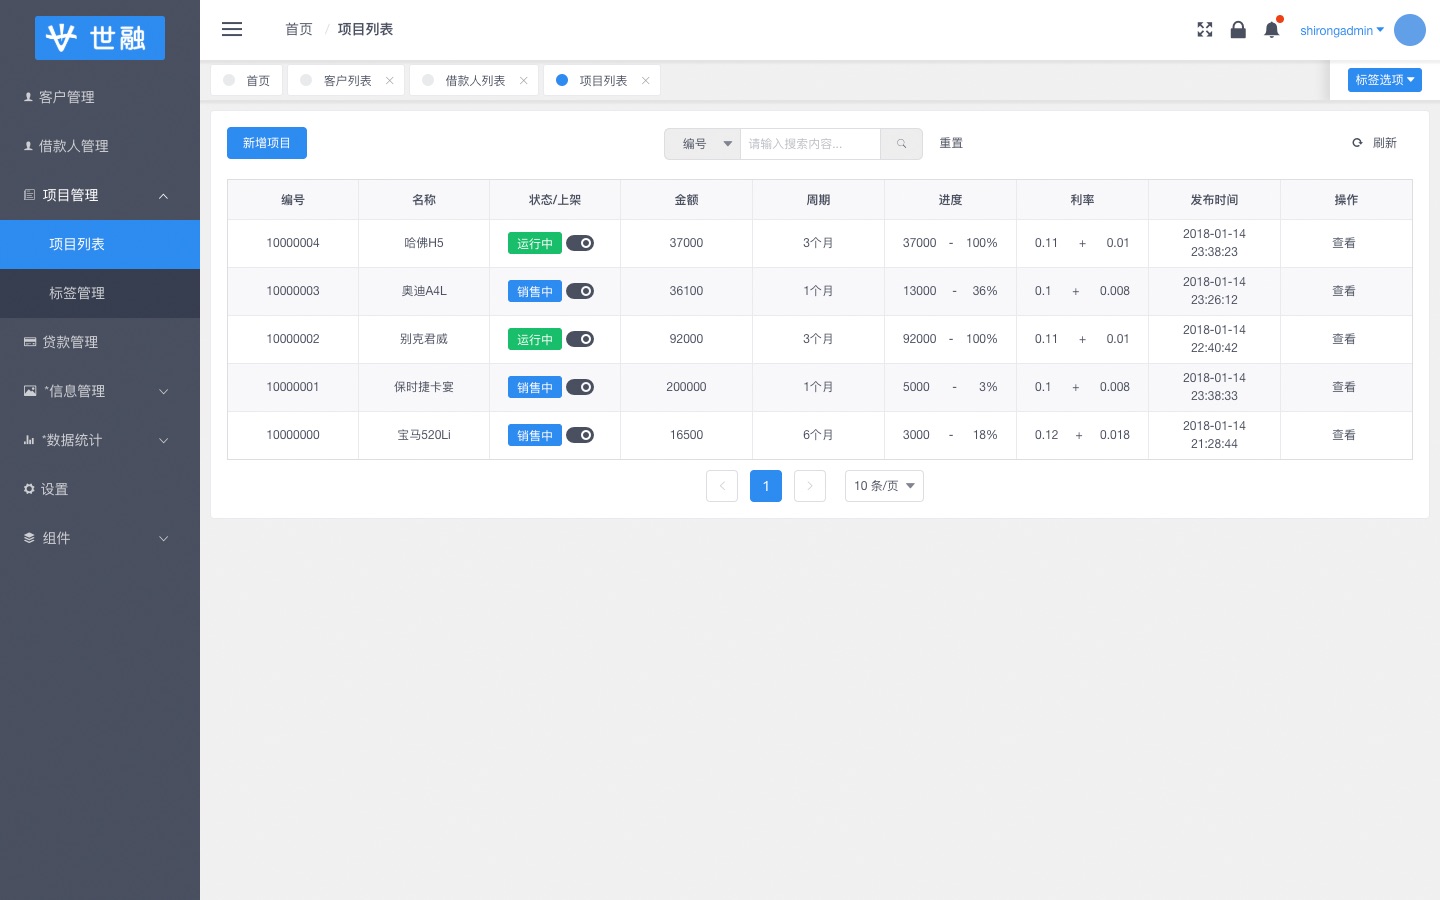 世融
首页 / 项目列表
shirongadmin
首页
客户列表
借款人列表
项目列表
标签选项
客户管理
借款人管理
项目管理
项目列表
标签管理
贷款管理
*信息管理
*数据统计
设置
组件
新增项目
编号
请输入搜索内容...
重置
刷新
编号 名称 状态/上架 金额 周期 进度 利率 发布时间 操作
10000004 哈佛H5 运行中 37000 3个月 37000 - 100% 0.11 + 0.01 2018-01-14 23:38:23 查看
10000003 奥迪A4L 销售中 36100 1个月 13000 - 36% 0.1 + 0.008 2018-01-14 23:26:12 查看
10000002 别克君威 运行中 92000 3个月 92000 - 100% 0.11 + 0.01 2018-01-14 22:40:42 查看
10000001 保时捷卡宴 销售中 200000 1个月 5000 - 3% 0.1 + 0.008 2018-01-14 23:38:33 查看
10000000 宝马520Li 销售中 16500 6个月 3000 - 18% 0.12 + 0.018 2018-01-14 21:28:44 查看
1
10 条/页